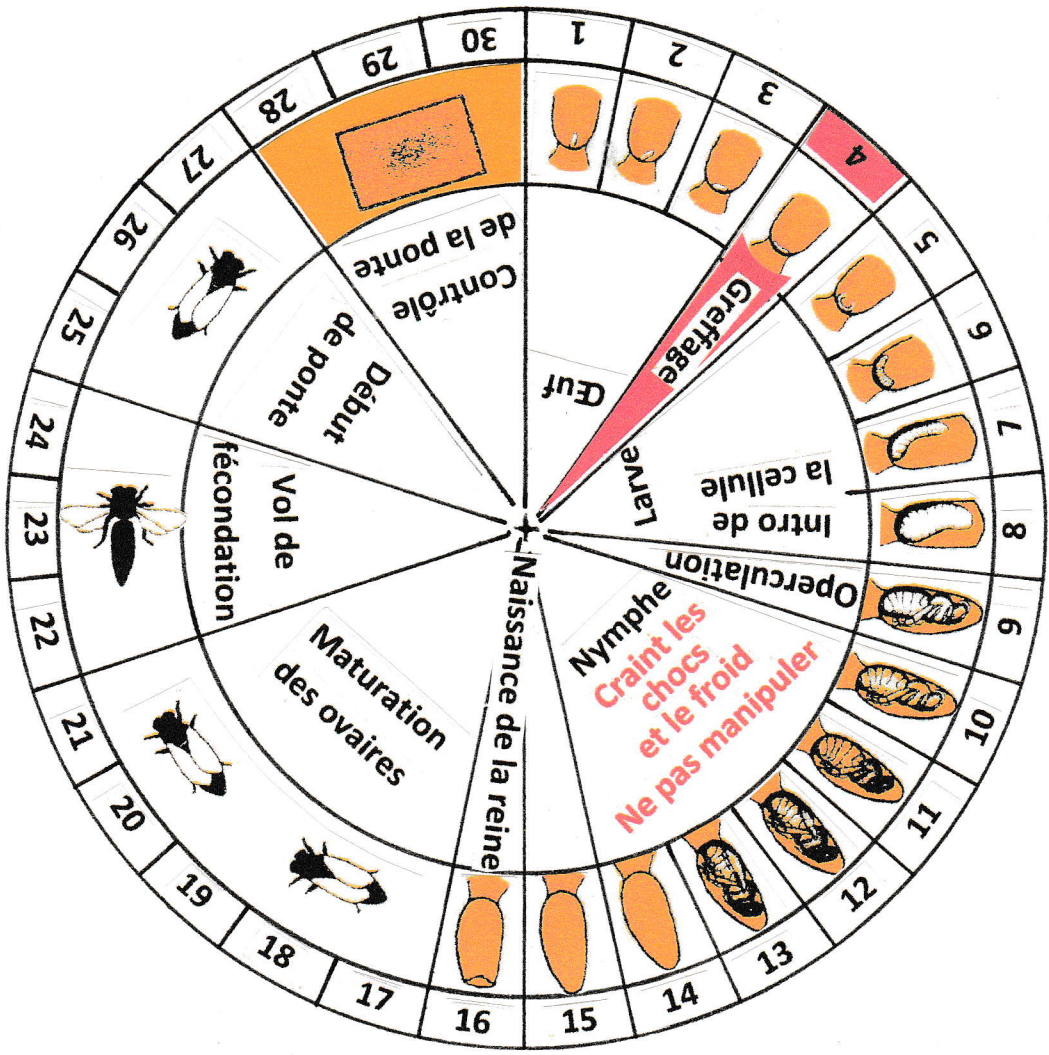 1
2
3
4
5
6
7
8
9
10
11
12
13
14
15
16
17
18
19
20
21
22
23
24
25
26
27
28
29
30
Œuf
Greffage
Larve
Intro de
la cellule
Operculation
Nymphe
Craint les
chocs
et le froid
Ne pas manipuler
Naissance de la reine
Maturation
des ovaires
Vol de
fécondation
Début
de ponte
Contrôle
de la ponte